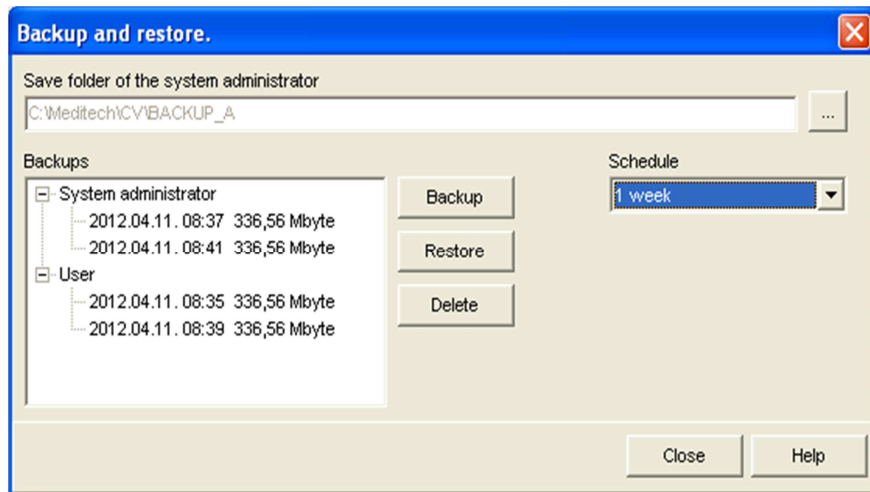 Backup and restore.
Save folder of the system administrator
C:\Meditech\CV\BACKUP_A
...
Backups
System administrator
2012.04.11. 08:37 336,56 Mbyte
2012.04.11. 08:41 336,56 Mbyte
User
2012.04.11. 08:35 336,56 Mbyte
2012.04.11. 08:39 336,56 Mbyte
Backup
Restore
Delete
Schedule
1 week
Close
Help